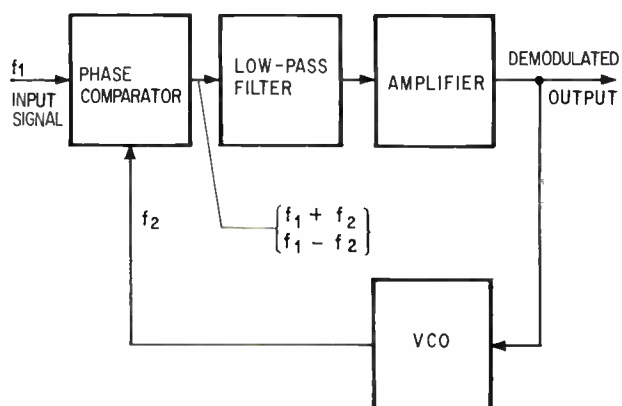 f1
INPUT
SIGNAL
PHASE
COMPARATOR
LOW-PASS
FILTER
AMPLIFIER
DEMODULATED
OUTPUT
f2
f1 + f2
f1 - f2
VCO